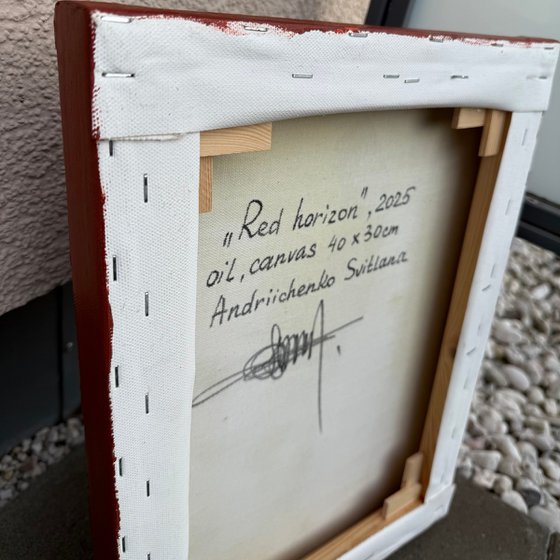 „Red horizon", 2025
oil, canvas 40 x 30cm
Andriichenko Svitlana